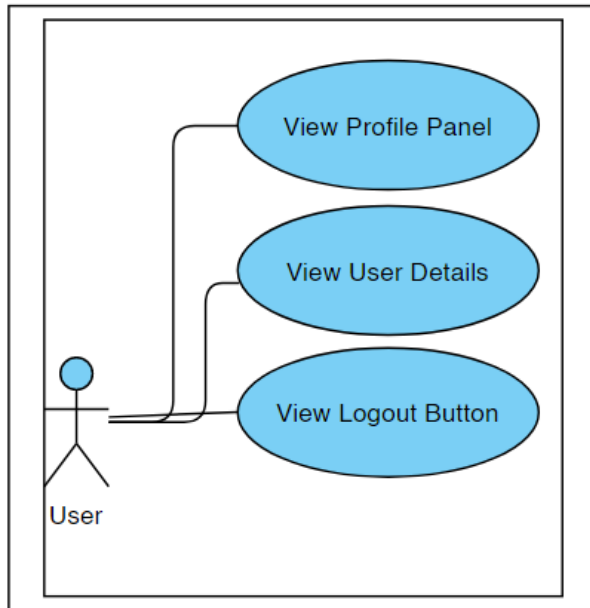 View Profile Panel
View User Details
View Logout Button
User